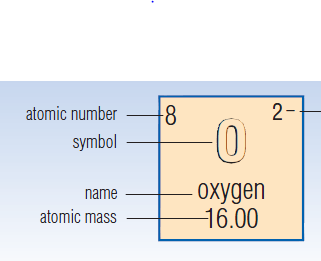 atomic number 8 2-
symbol O
name oxygen
atomic mass 16.00